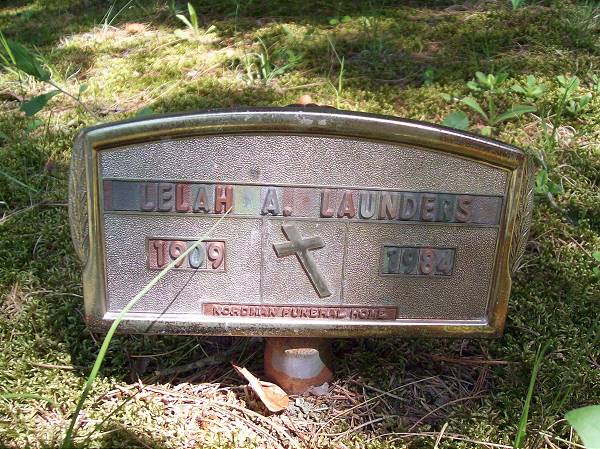 LELAH A. LAUNDERS
1909 1984
NORDMAN FUNERAL HOME